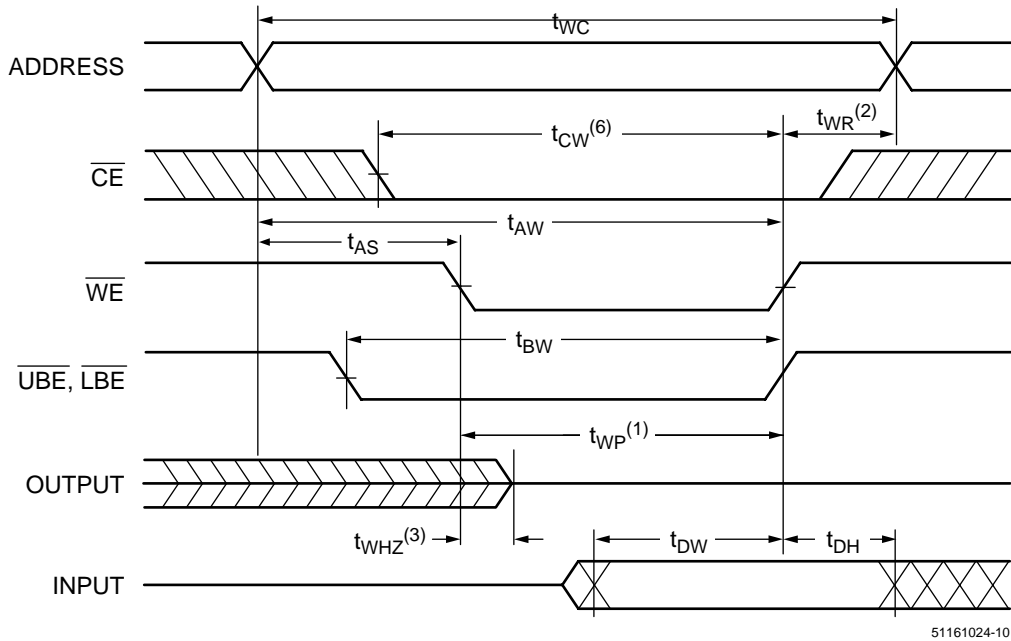 tWC
ADDRESS
tCW(6)
tWR(2)
CE
tAW
tAS
WE
tBW
UBE, LBE
tWP(1)
OUTPUT
tWHZ(3)
tDW
tDH
INPUT
51161024-10